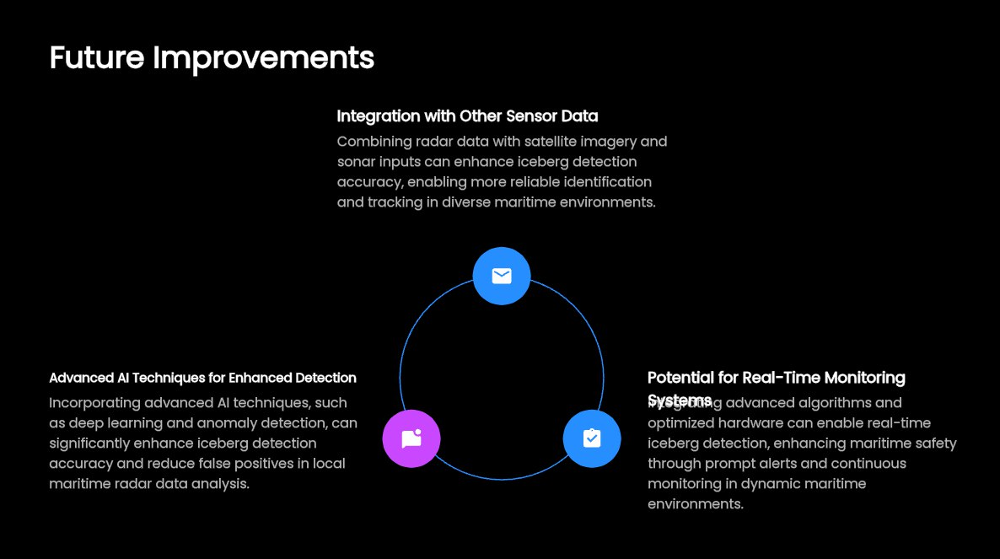 Future Improvements
Integration with Other Sensor Data
Combining radar data with satellite imagery and
sonar inputs can enhance iceberg detection
accuracy, enabling more reliable identification
and tracking in diverse maritime environments.
Advanced AI Techniques for Enhanced Detection
Incorporating advanced AI techniques, such
as deep learning and anomaly detection, can
significantly enhance iceberg detection
accuracy and reduce false positives in local
maritime radar data analysis.
Potential for Real-Time Monitoring
Systems
advanced algorithms and
optimized hardware can enable real-time
iceberg detection, enhancing maritime safety
through prompt alerts and continuous
monitoring in dynamic maritime
environments.